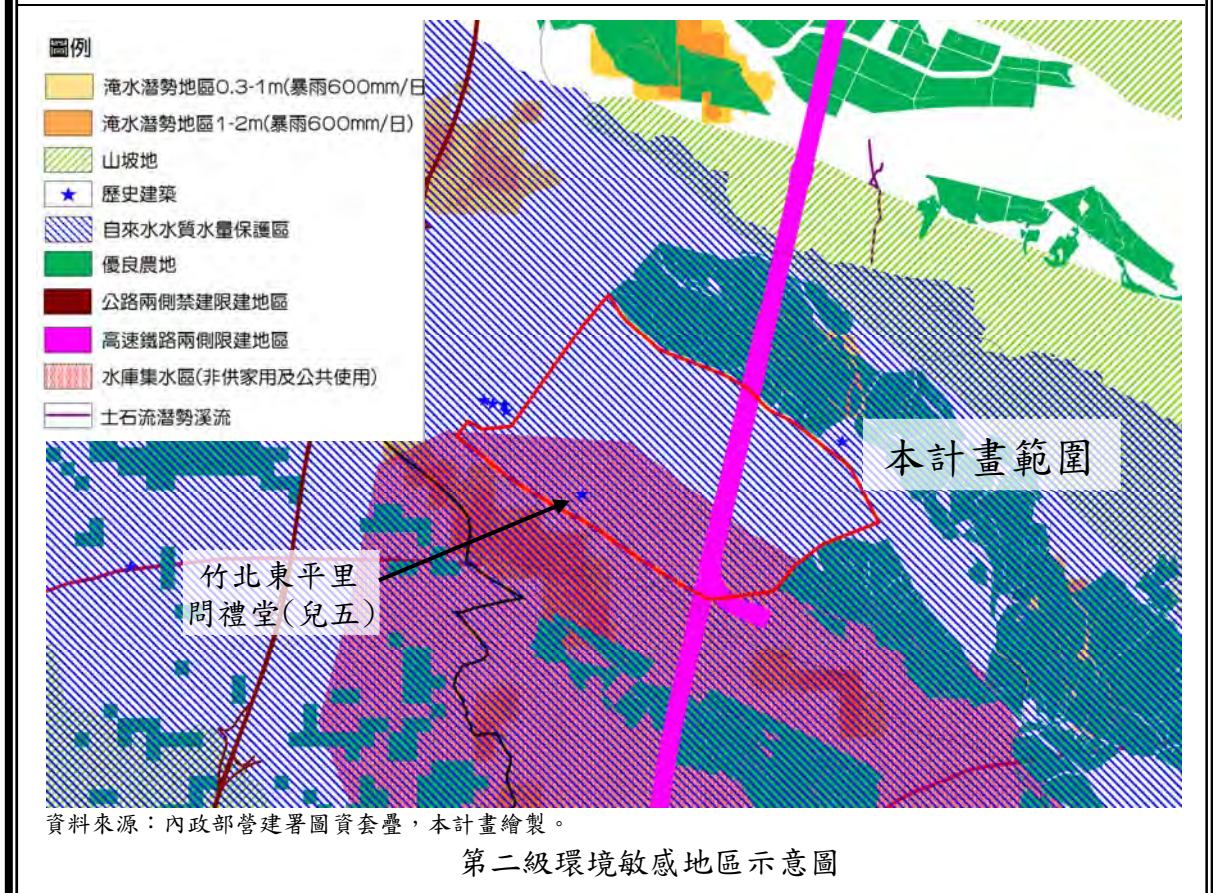 圖例
淹水潛勢地區0.3-1m(暴雨600mm/日
淹水潛勢地區1-2m(暴雨600mm/日)
山坡地
歷史建築
自來水水質水量保護區
優良農地
公路兩側禁建限建地區
高速鐵路兩側限建地區
水庫集水區(非供家用及公共使用)
土石流潛勢溪流
本計畫範圍
竹北東平里
問禮堂(兒五)
資料來源：內政部營建署圖資套疊，本計畫繪製。
第二級環境敏感地區示意圖